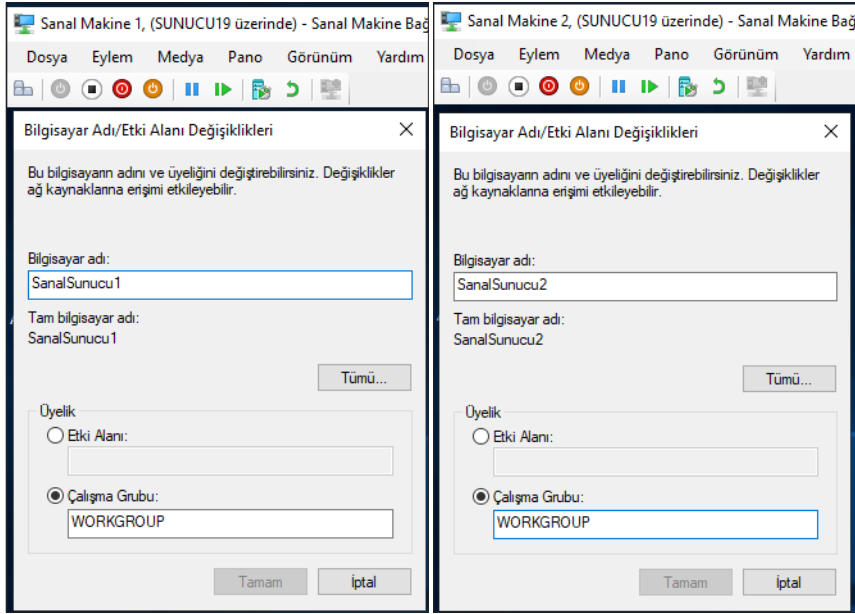 Sanal Makine 1, (SUNUCU19 üzerinde) - Sanal Makine Bağ
Dosya Eylem Medya Pano Görünüm Yardım
Bilgisayar Adı/Etki Alanı Değişiklikleri
Bu bilgisayarın adını ve üyeliğini değiştirebilirsiniz. Değişiklikler
ağ kaynaklarına erişimi etkileyebilir.
Bilgisayar adı:
SanalSunucu1
Tam bilgisayar adı:
SanalSunucu1
Tümü...
Üyelik
Etki Alanı:
Çalışma Grubu:
WORKGROUP
Tamam İptal
Sanal Makine 2, (SUNUCU19 üzerinde) - Sanal Makine Bağ
Dosya Eylem Medya Pano Görünüm Yardım
Bilgisayar Adı/Etki Alanı Değişiklikleri
Bu bilgisayarın adını ve üyeliğini değiştirebilirsiniz. Değişiklikler
ağ kaynaklarına erişimi etkileyebilir.
Bilgisayar adı:
SanalSunucu2
Tam bilgisayar adı:
SanalSunucu2
Tümü...
Üyelik
Etki Alanı:
Çalışma Grubu:
WORKGROUP
Tamam İptal